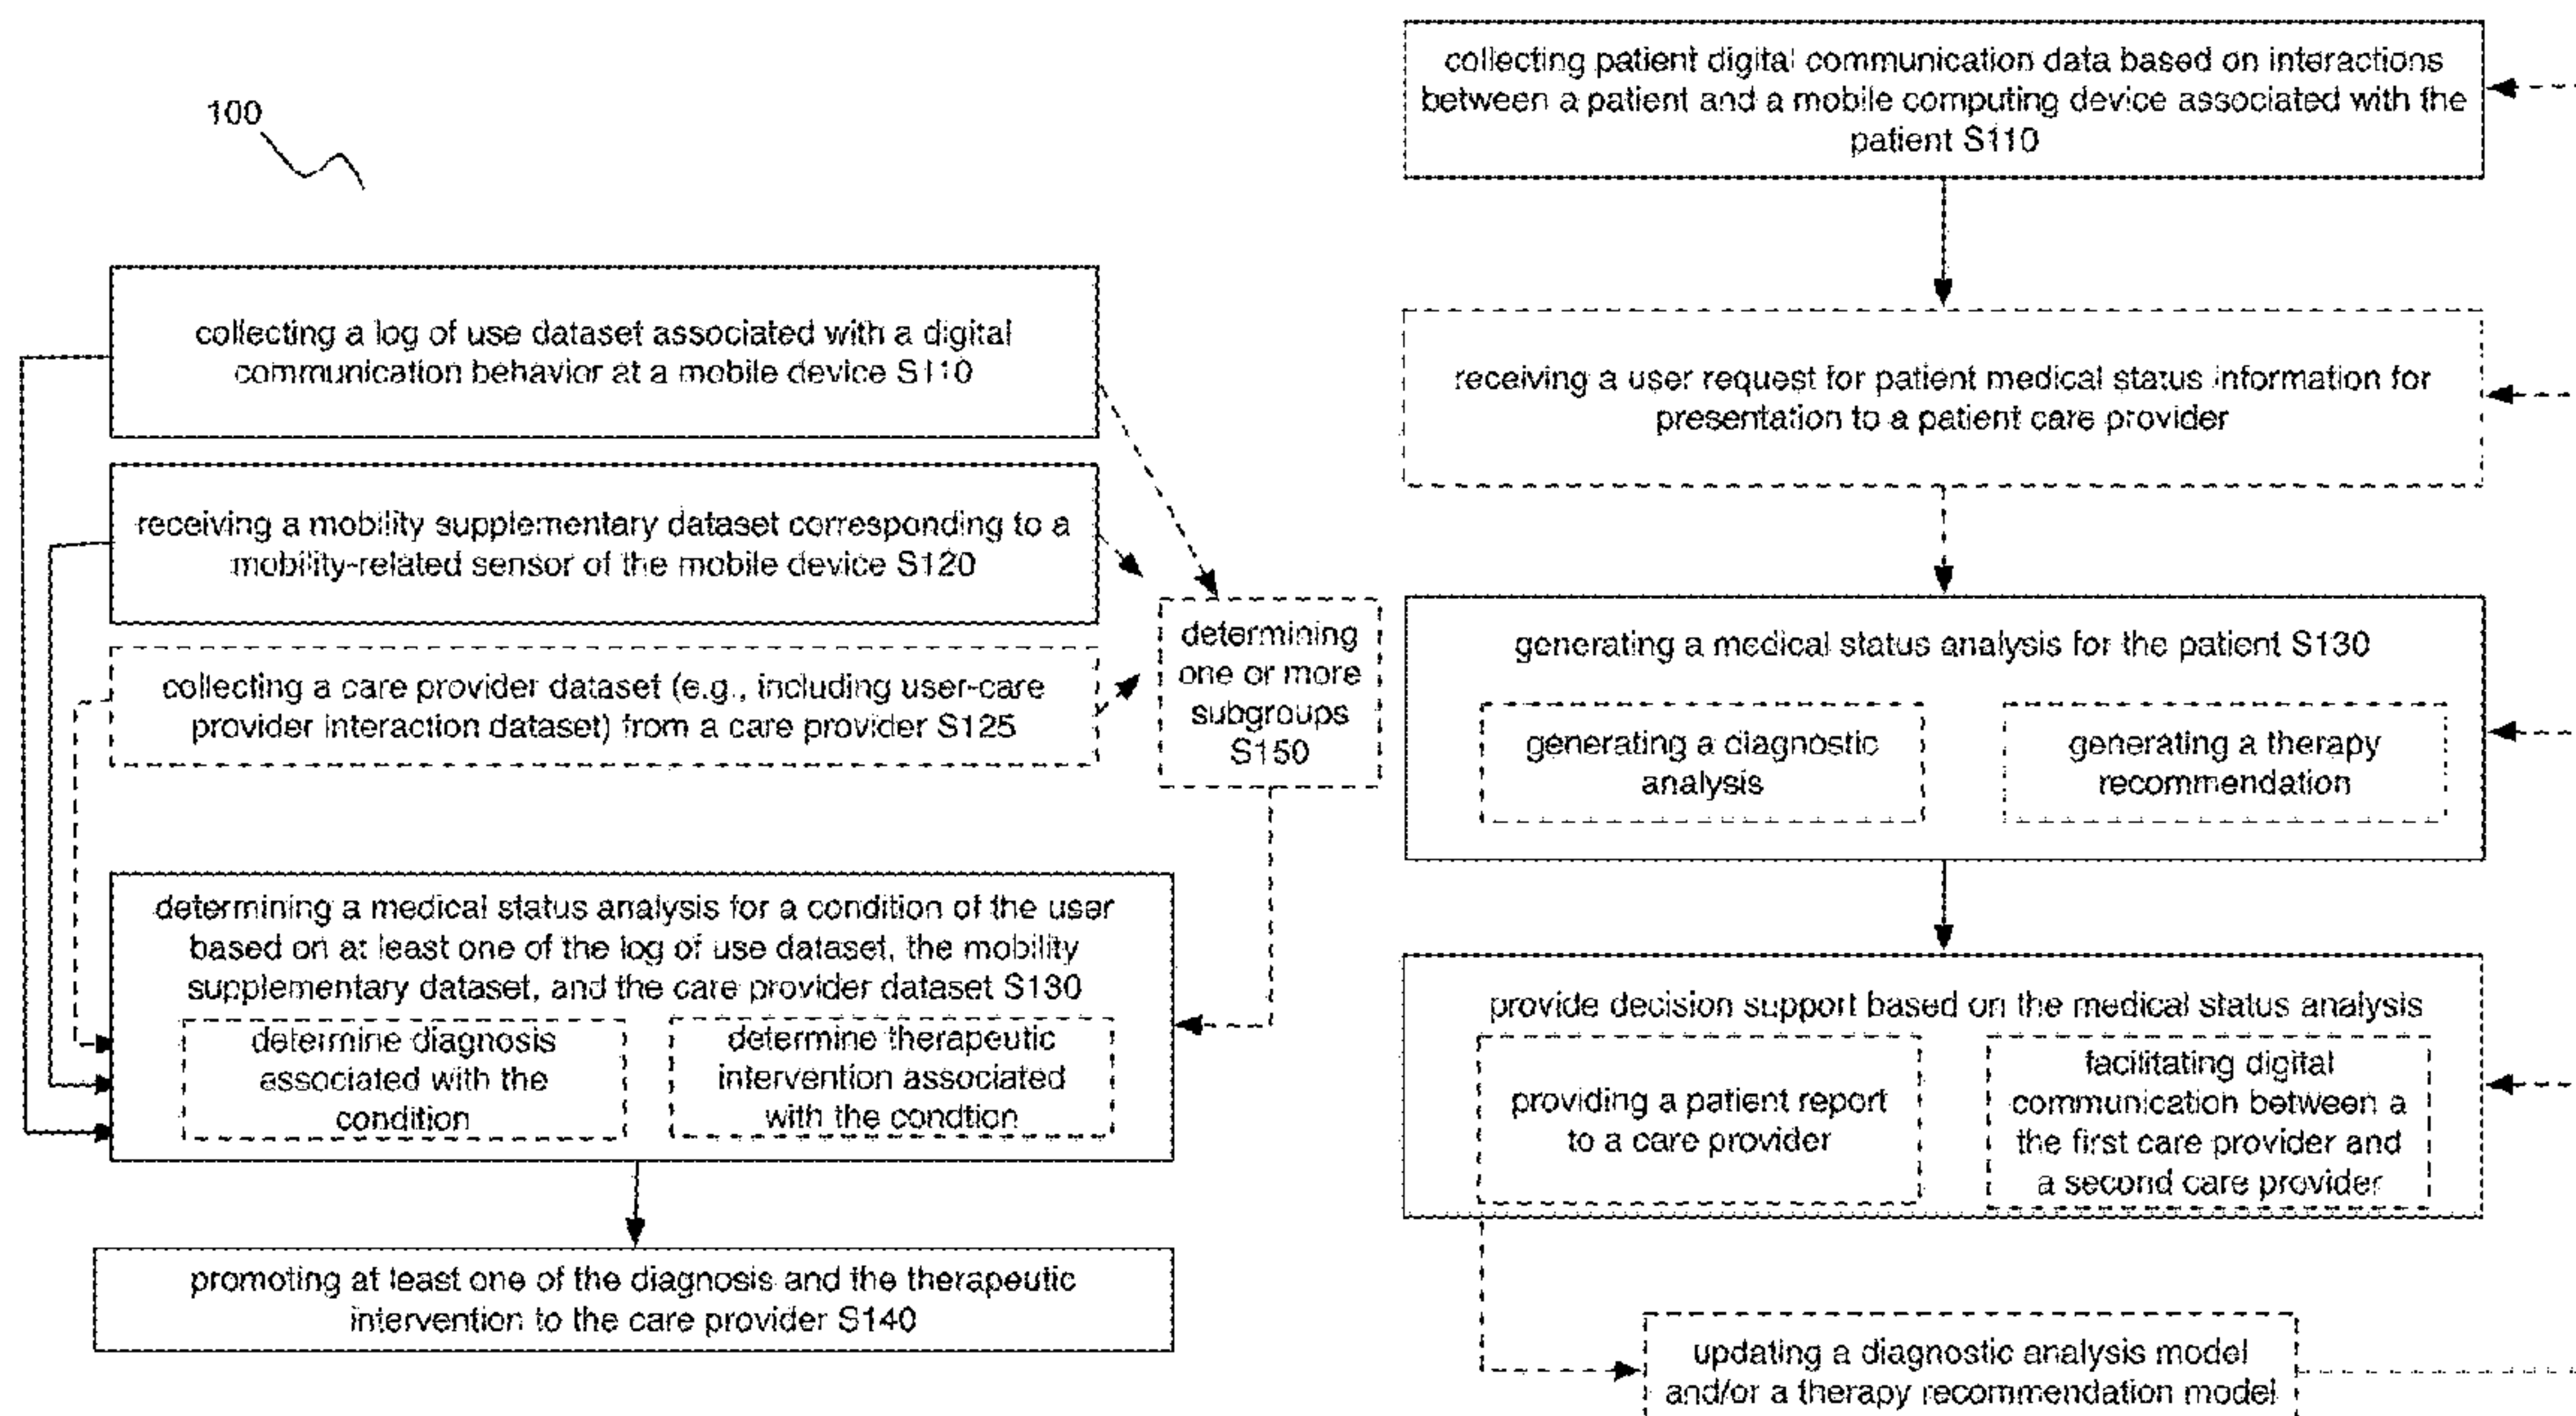 100
collecting a log of use dataset associated with a digital
communication behavior at a mobile device S110
receiving a mobility supplementary dataset corresponding to a
mobility-related sensor of the mobile device S120
collecting a care provider dataset (e.g., including user-care
provider interaction dataset) from a care provider S125
determining
one or more
subgroups
S150
determining a medical status analysis for a condition of the user
based on at least one of the log of use dataset, the mobility
supplementary dataset, and the care provider dataset S130
determine diagnosis
associated with the
condition
determine therapeutic
intervention associated
with the condtion
promoting at least one of the diagnosis and the therapeutic
intervention to the care provider S140
collecting patient digital communication data based on interactions
between a patient and a mobile computing device associated with the
patient S110
receiving a user request for patient medical status information for
presentation to a patient care provider
generating a medical status analysis for the patient S130
generating a diagnostic
analysis
generating a therapy
recommendation
provide decision support based on the medical status analysis
providing a patient report
to a care provider
facilitating digital
communication between a
the first care provider and
a second care provider
updating a diagnostic analysis model
and/or a therapy recommendation model